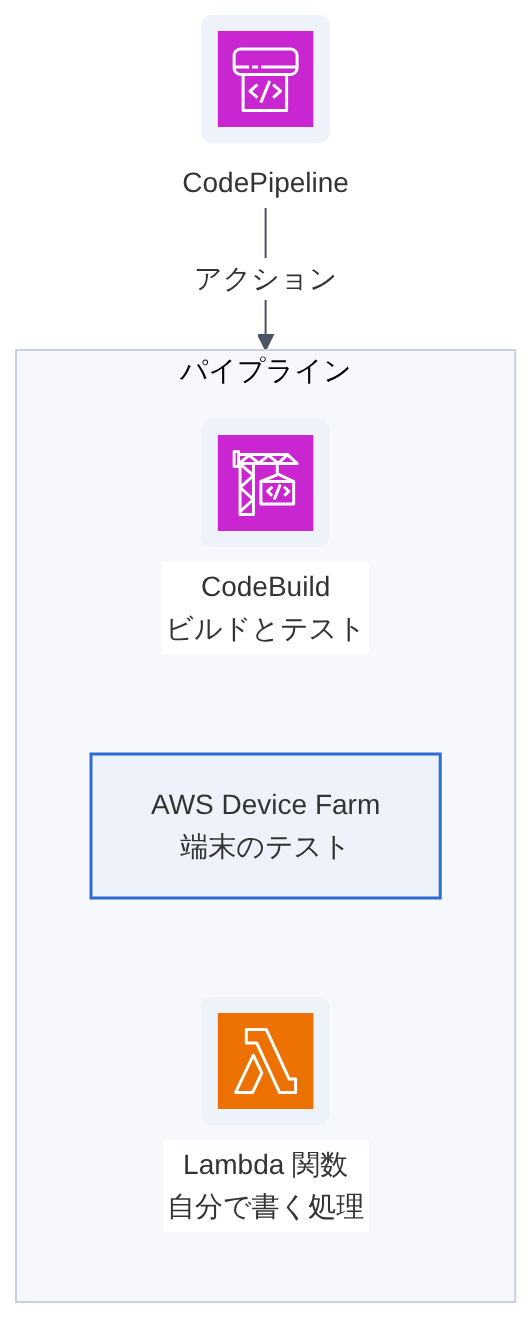 CodePipeline
アクション
パイプライン
CodeBuild
ビルドとテスト
AWS Device Farm
端末のテスト
Lambda 関数
自分で書く処理